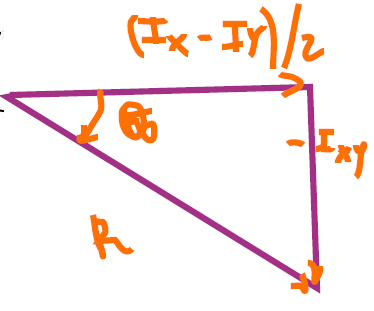 (Ix - Iy)/2
- Ixy
R